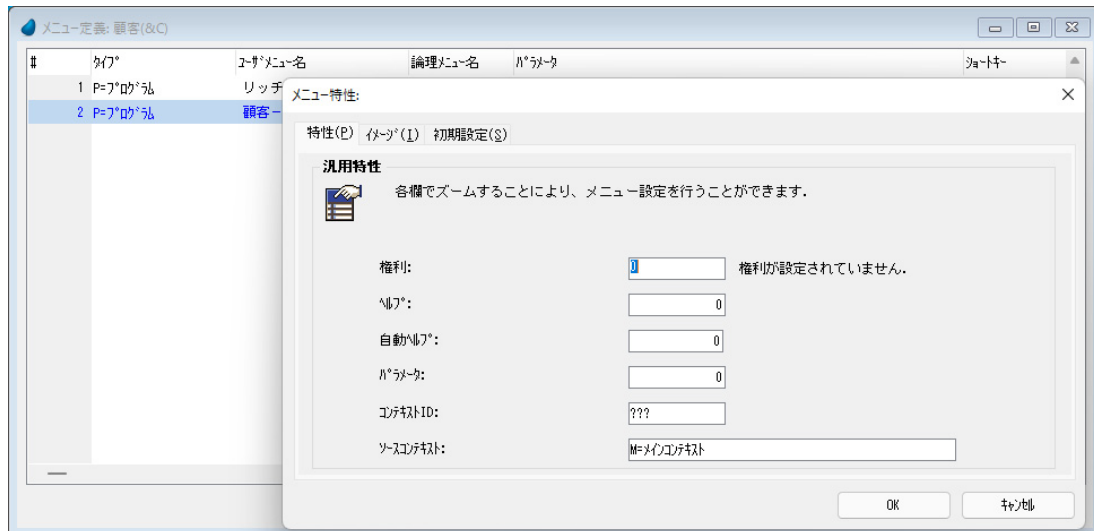 メニュー定義: 顧客(&C)
# ﾀｲﾌﾟ ﾕｰｻﾞﾒﾆｭｰ名 論理ﾒﾆｭｰ名 ﾊﾟﾗﾒｰﾀ ｼｮｰﾄｷｰ
1 P=ﾌﾟﾛｸﾞﾗﾑ リッチ
2 P=ﾌﾟﾛｸﾞﾗﾑ 顧客ー
メニュー特性:
特性(P) ｲﾒｰｼﾞ(I) 初期設定(S)
汎用特性
各欄でズームすることにより、メニュー設定を行うことができます.
権利: 0 権利が設定されていません.
ﾍﾙﾌﾟ: 0
自動ﾍﾙﾌﾟ: 0
ﾊﾟﾗﾒｰﾀ: 0
ｺﾝﾃｷｽﾄID: ???
ｿｰｽｺﾝﾃｷｽﾄ: M=ﾒｲﾝｺﾝﾃｷｽﾄ
OK ｷｬﾝｾﾙ